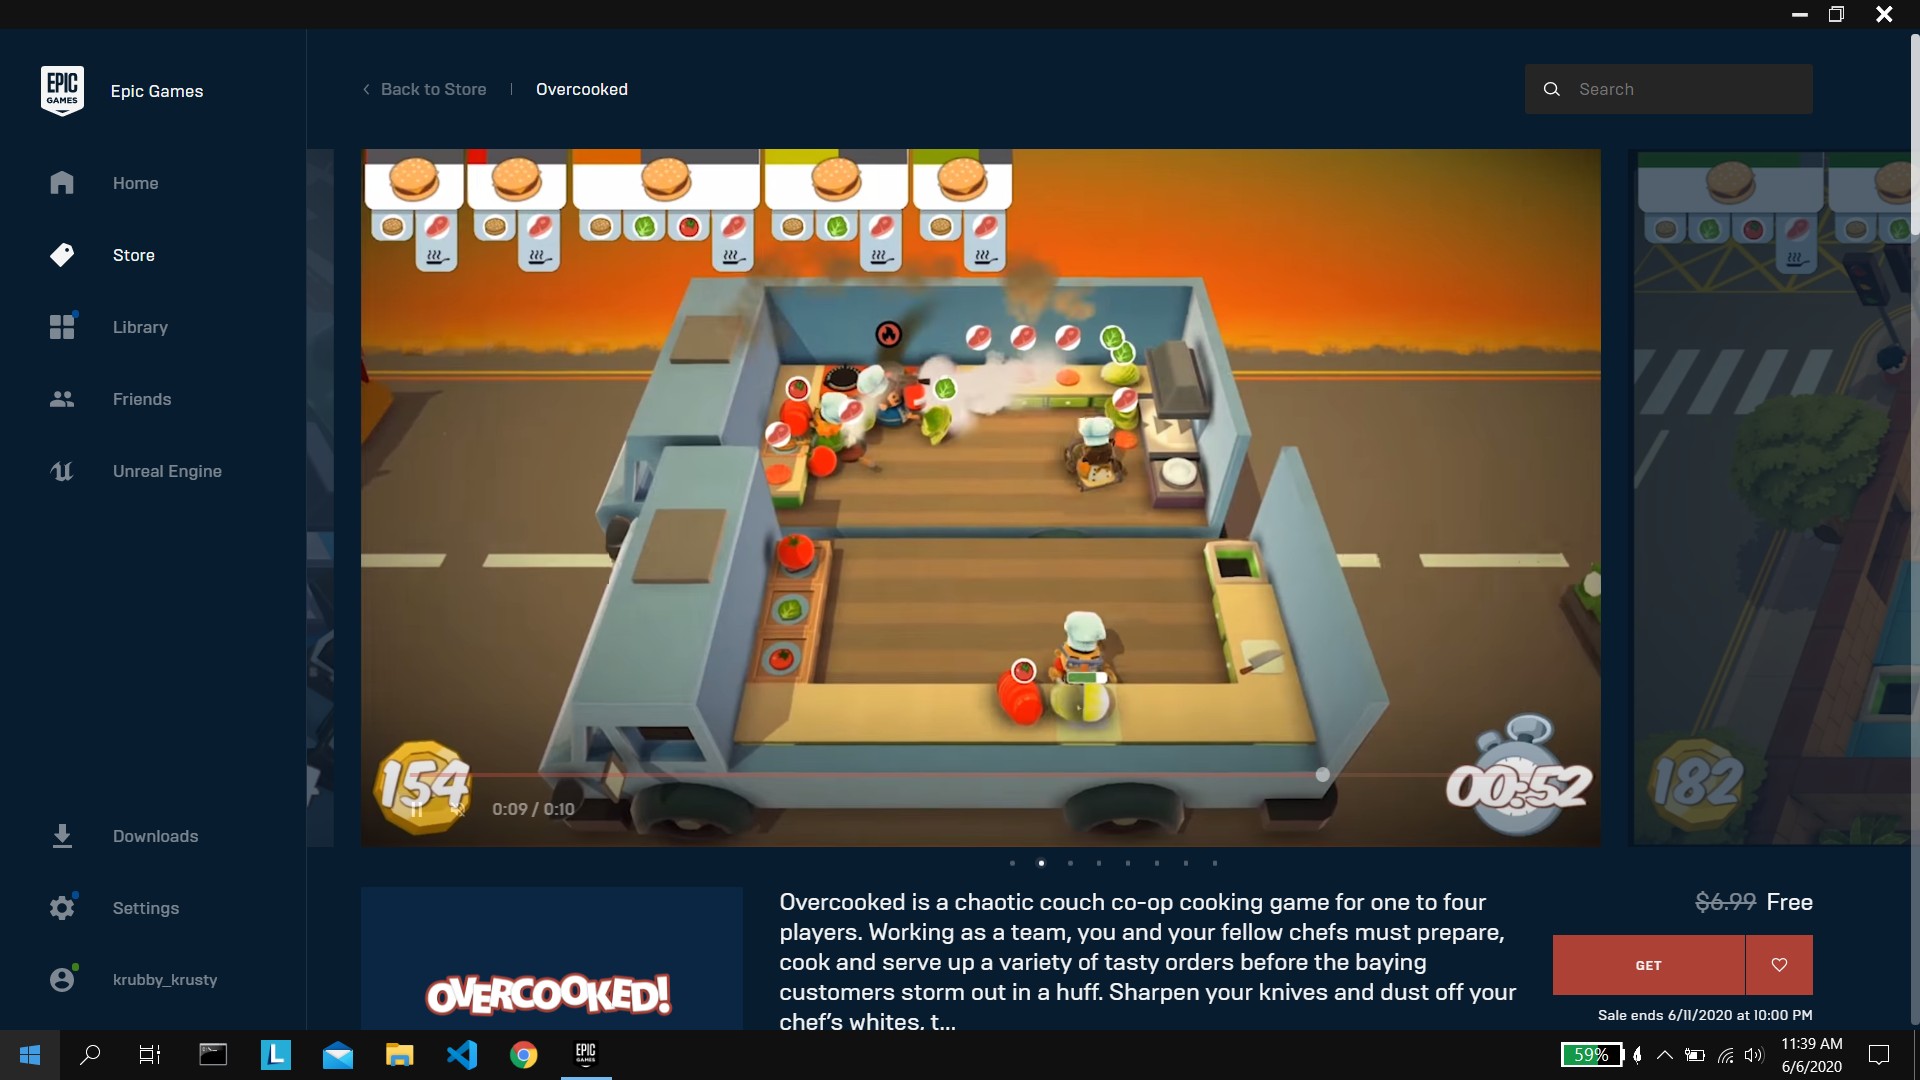 EPIC
GAMES
Epic Games
Back to Store
Overcooked
Search
Home
Store
Library
Friends
Unreal Engine
Downloads
Settings
krubby_krusty
154
0:09 / 0:10
00:52
182
OVERCOOKED!
Overcooked is a chaotic couch co-op cooking game for one to four
players. Working as a team, you and your fellow chefs must prepare,
cook and serve up a variety of tasty orders before the baying
customers storm out in a huff. Sharpen your knives and dust off your
chef’s whites, t...
$6.99 Free
GET
Sale ends 6/11/2020 at 10:00 PM
L
EPIC
GAMES
59%
11:39 AM
6/6/2020